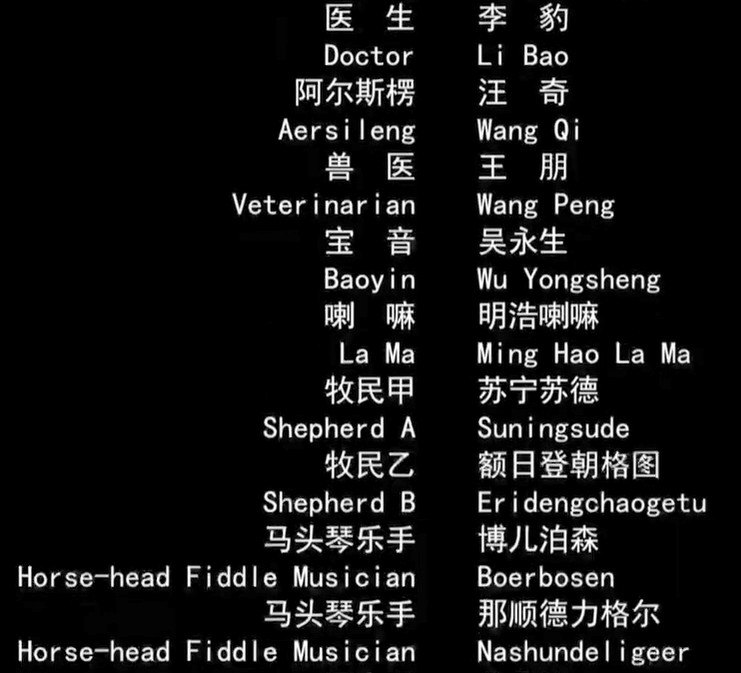 医 生 李 豹
Doctor Li Bao
阿尔斯楞 汪 奇
Aersileng Wang Qi
兽 医 王 朋
Veterinarian Wang Peng
宝 音 吴永生
Baoyin Wu Yongsheng
喇 嘛 明浩喇嘛
La Ma Ming Hao La Ma
牧民甲 苏宁苏德
Shepherd A Suningsude
牧民乙 额日登朝格图
Shepherd B Eridengchaogetu
马头琴乐手 博儿泊森
Horse-head Fiddle Musician Boerbosen
马头琴乐手 那顺德力格尔
Horse-head Fiddle Musician Nashundeligeer